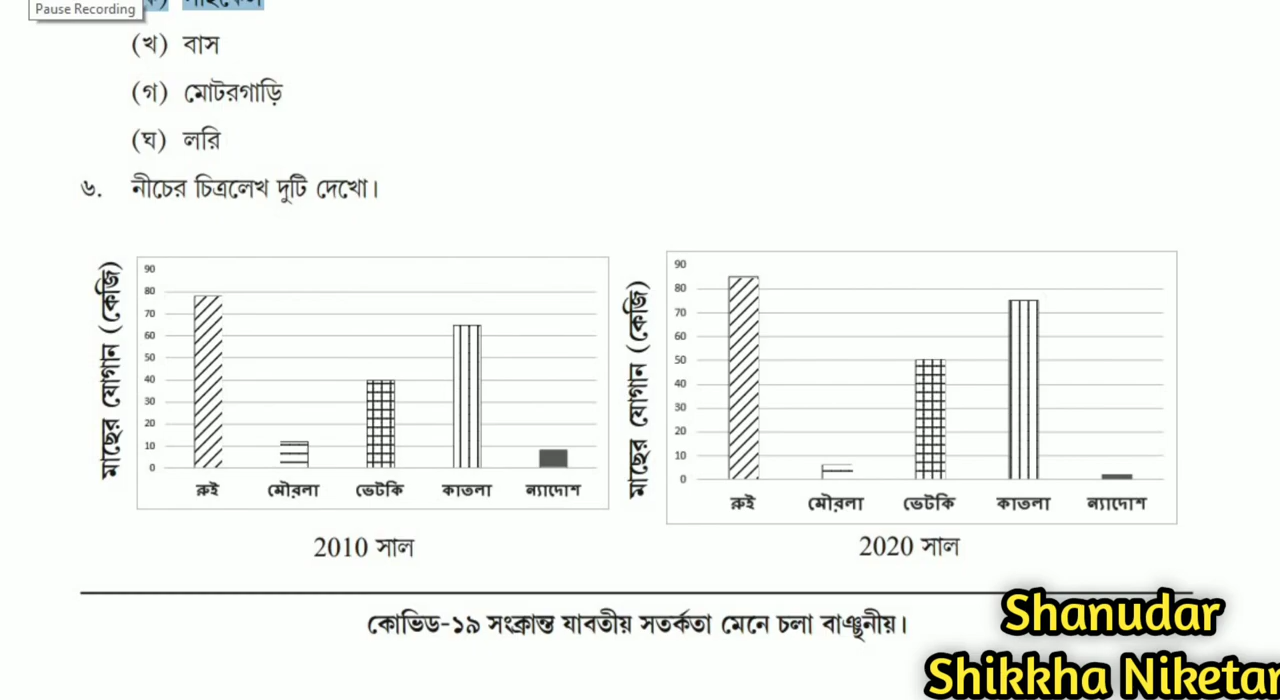 Pause Recording
(ক) সাইকেল
(খ) বাস
(গ) মোটরগাড়ি
(ঘ) লরি
৬. নীচের চিত্রলেখ দুটি দেখো।
মাছের যোগান (কেজি)
90
80
70
60
50
40
30
20
10
0
রুই মৌরলা ভেটকি কাতলা ন্যাদোশ
2010 সাল
মাছের যোগান (কেজি)
90
80
70
60
50
40
30
20
10
0
রুই মৌরলা ভেটকি কাতলা ন্যাদোশ
2020 সাল
কোভিড-১৯ সংক্রান্ত যাবতীয় সতর্কতা মেনে চলা বাঞ্ছনীয়।
Shanudar
Shikkha Niketan